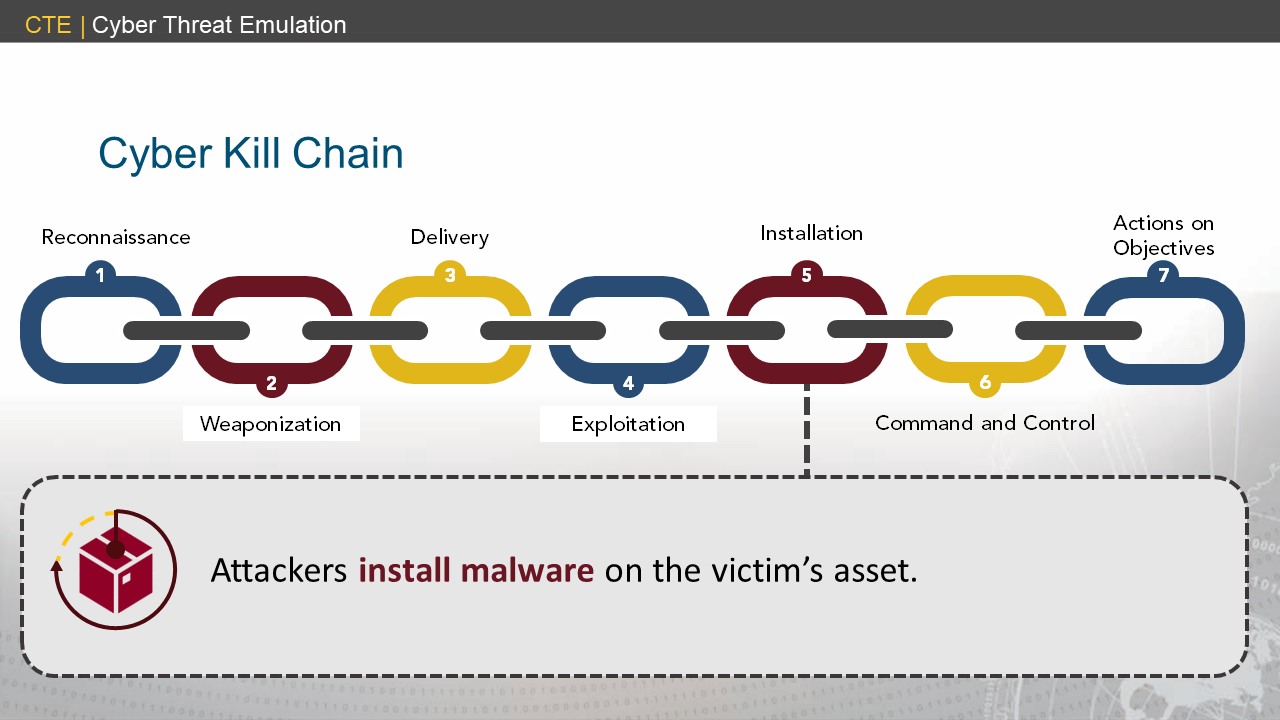 CTE | Cyber Threat Emulation
Cyber Kill Chain
Reconnaissance
Delivery
Installation
Actions on
Objectives
1
3
5
7
2
4
6
Weaponization
Exploitation
Command and Control
Attackers install malware on the victim’s asset.